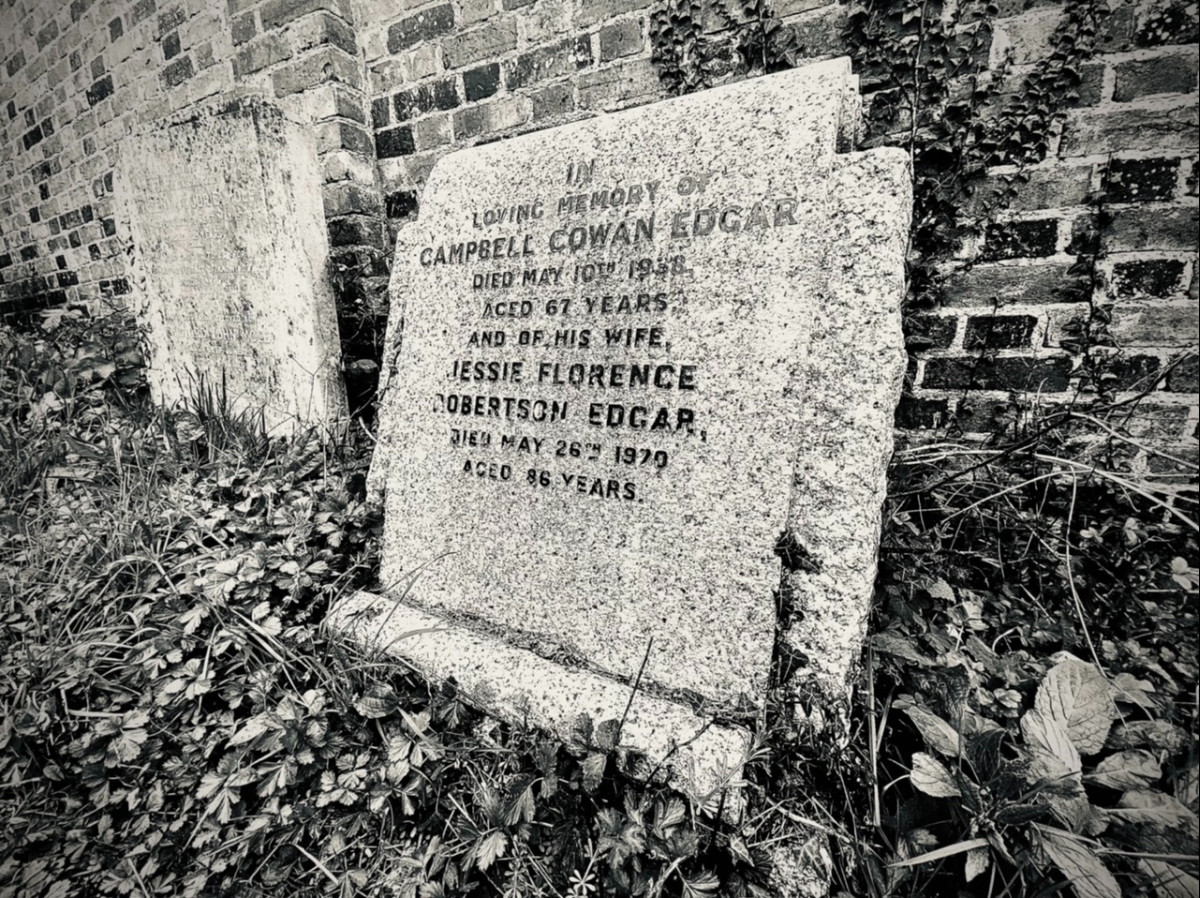 IN
LOVING MEMORY OF
CAMPBELL COWAN EDGAR
DIED MAY 10TH 1938.
AGED 67 YEARS,
AND OF HIS WIFE,
JESSIE FLORENCE
ROBERTSON EDGAR,
DIED MAY 26TH 1970
AGED 86 YEARS.